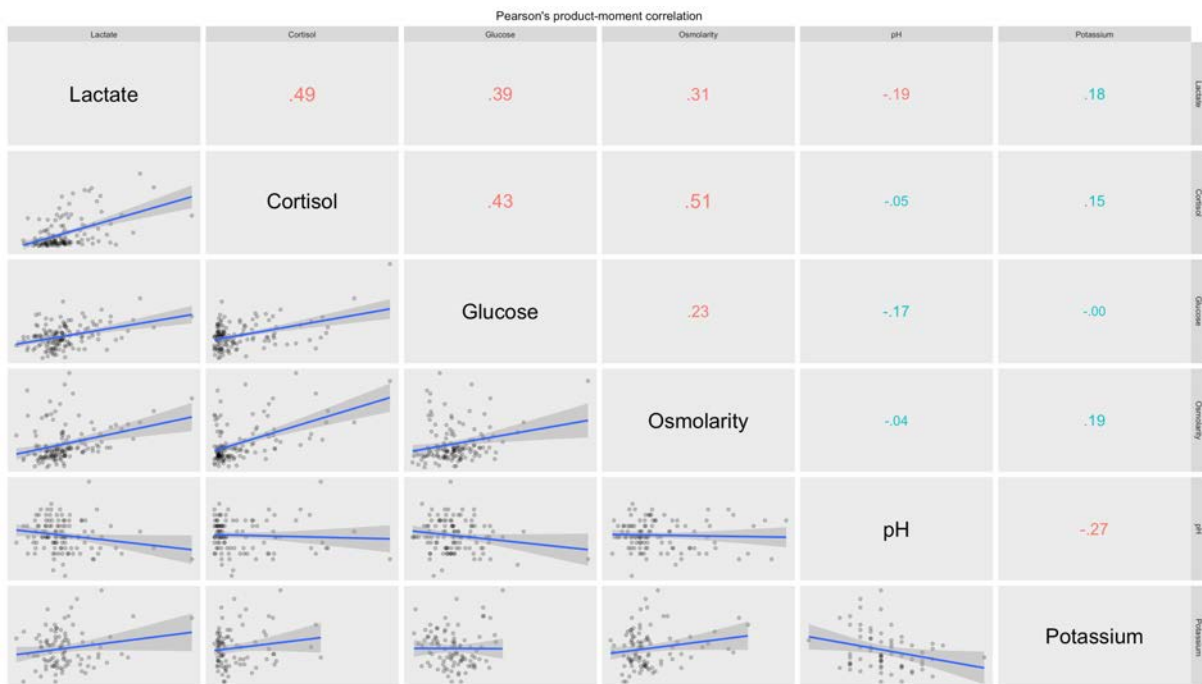 Pearson's product-moment correlation
Lactate Cortisol Glucose Osmolarity pH Potassium
Lactate .49 .39 .31 -.19 .18 Lactate
Cortisol .43 .51 -.05 .15 Cortisol
Glucose .23 -.17 -.00 Glucose
Osmolarity -.04 .19 Osmolarity
pH -.27 pH
Potassium Potassium